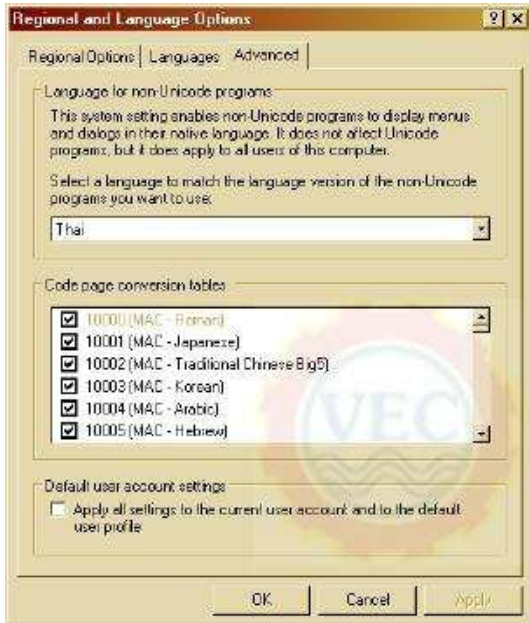 Regional and Language Options
Regional Options
Languages
Advanced
Language for non-Unicode programs
This system setting enables non-Unicode programs to display menus
and dialogs in their native language. It does not affect Unicode
programs, but it does apply to all users of this computer.
Select a language to match the language version of the non-Unicode
programs you want to use:
Thai
Code page conversion tables
10000 (MAC - Roman)
10001 (MAC - Japanese)
10002 (MAC - Traditional Chinese Big5)
10003 (MAC - Korean)
10004 (MAC - Arabic)
10005 (MAC - Hebrew)
VEC
Default user account settings
Apply all settings to the current user account and to the default
user profile
OK
Cancel
Apply